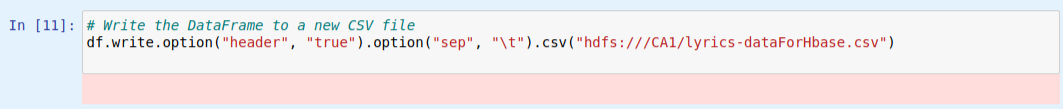 In [11]: # Write the DataFrame to a new CSV file
df.write.option("header", "true").option("sep", "\t").csv("hdfs:///CA1/lyrics-dataForHbase.csv")